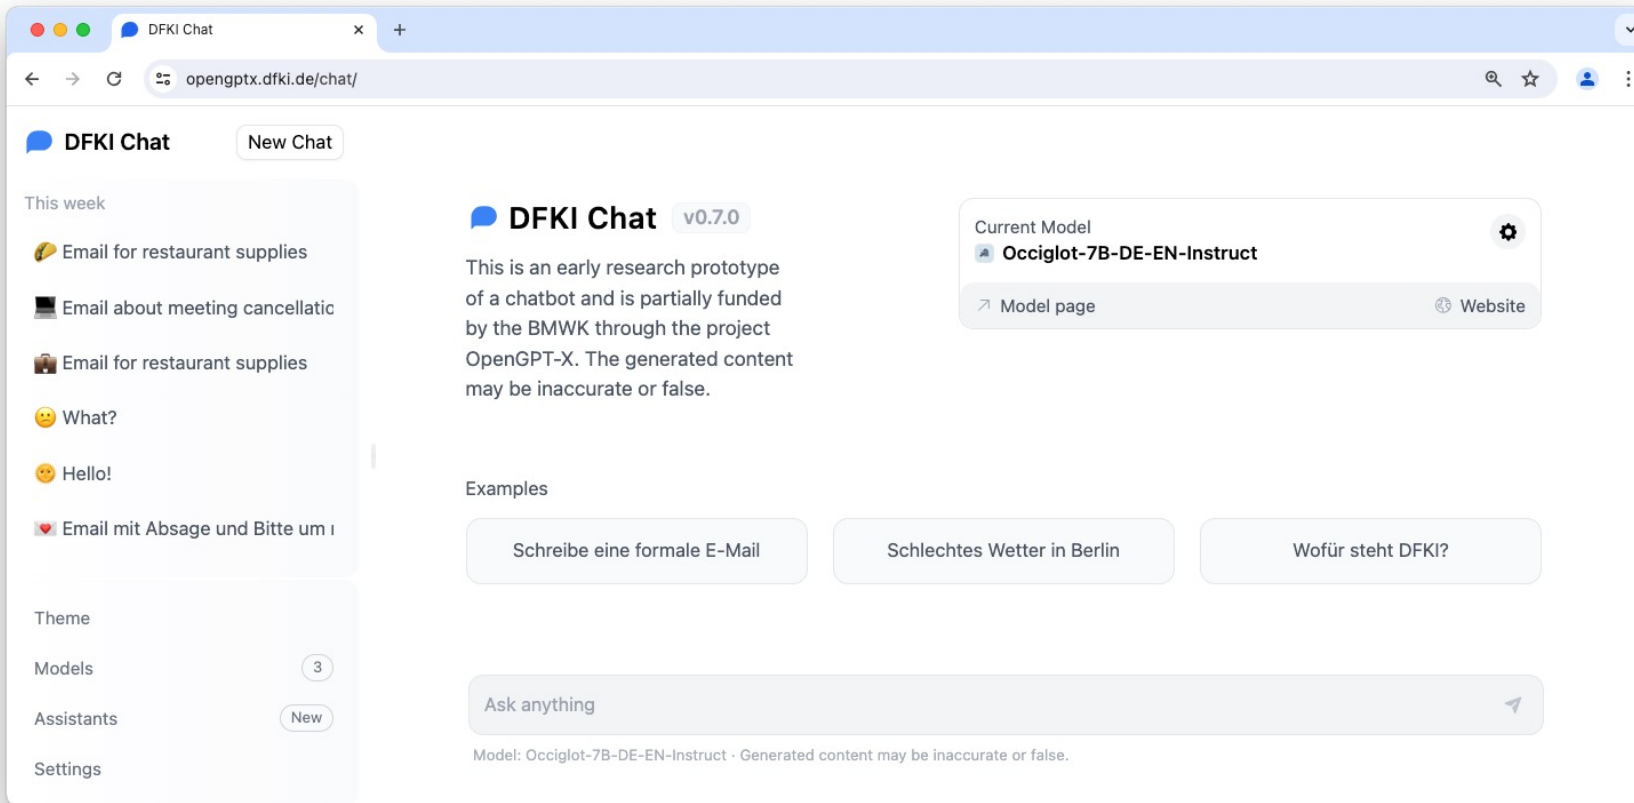 DFKI Chat
opengptx.dfki.de/chat/
DFKI Chat
New Chat
This week
Email for restaurant supplies
Email about meeting cancellatic
Email for restaurant supplies
What?
Hello!
Email mit Absage und Bitte um
Theme
Models 3
Assistants New
Settings
DFKI Chat v0.7.0
This is an early research prototype
of a chatbot and is partially funded
by the BMWK through the project
OpenGPT-X. The generated content
may be inaccurate or false.
Current Model
Occiglot-7B-DE-EN-Instruct
Model page
Website
Examples
Schreibe eine formale E-Mail
Schlechtes Wetter in Berlin
Wofür steht DFKI?
Ask anything
Model: Occiglot-7B-DE-EN-Instruct · Generated content may be inaccurate or false.